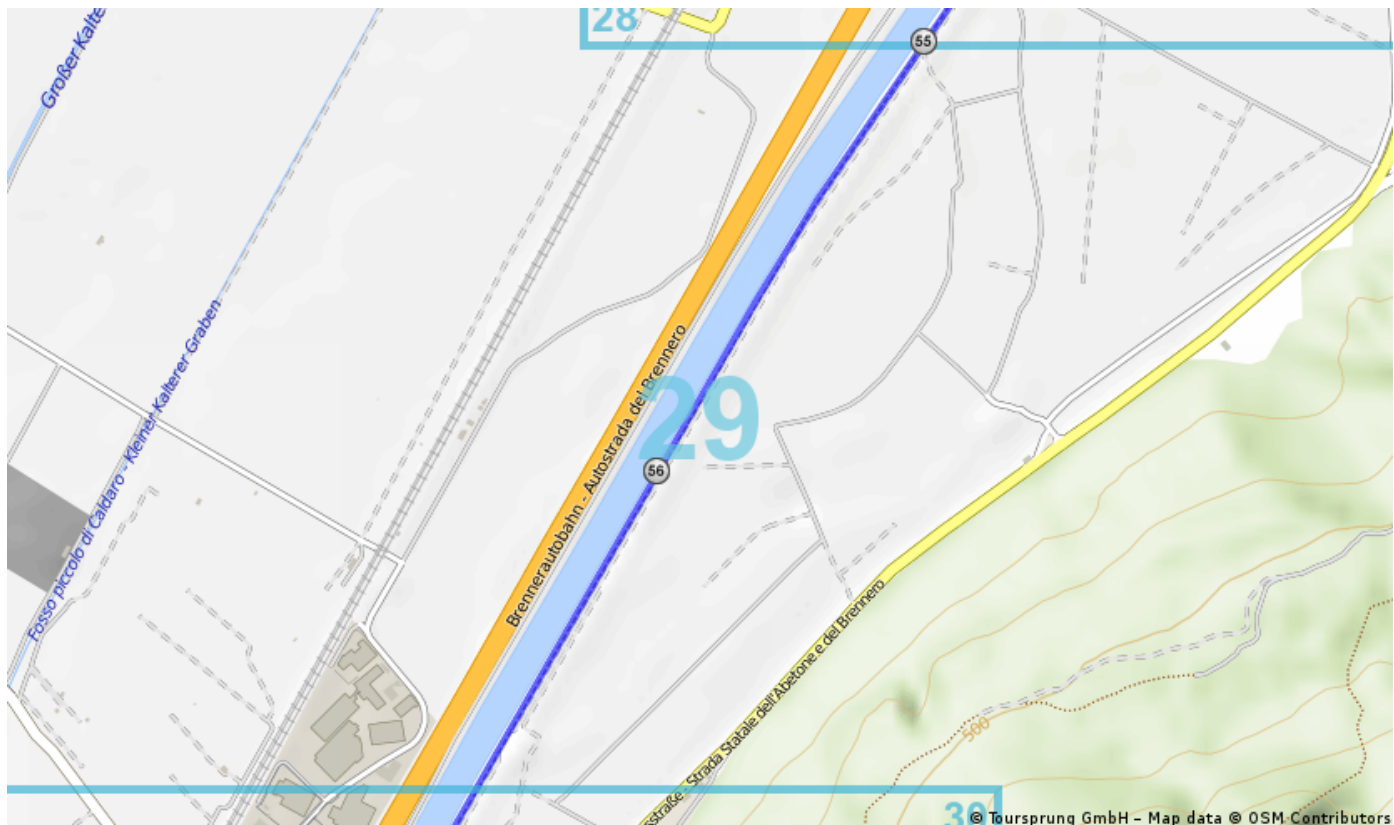 28
55
Großer Kalte
Fosso piccolo di Caldaro - Kleiner Kalterer Graben
Brennerautobahn - Autostrada del Brennero
29
56
sstraße - Strada Statale dell'Abetone e del Brennero
500
30
© Toursprung GmbH – Map data © OSM Contributors